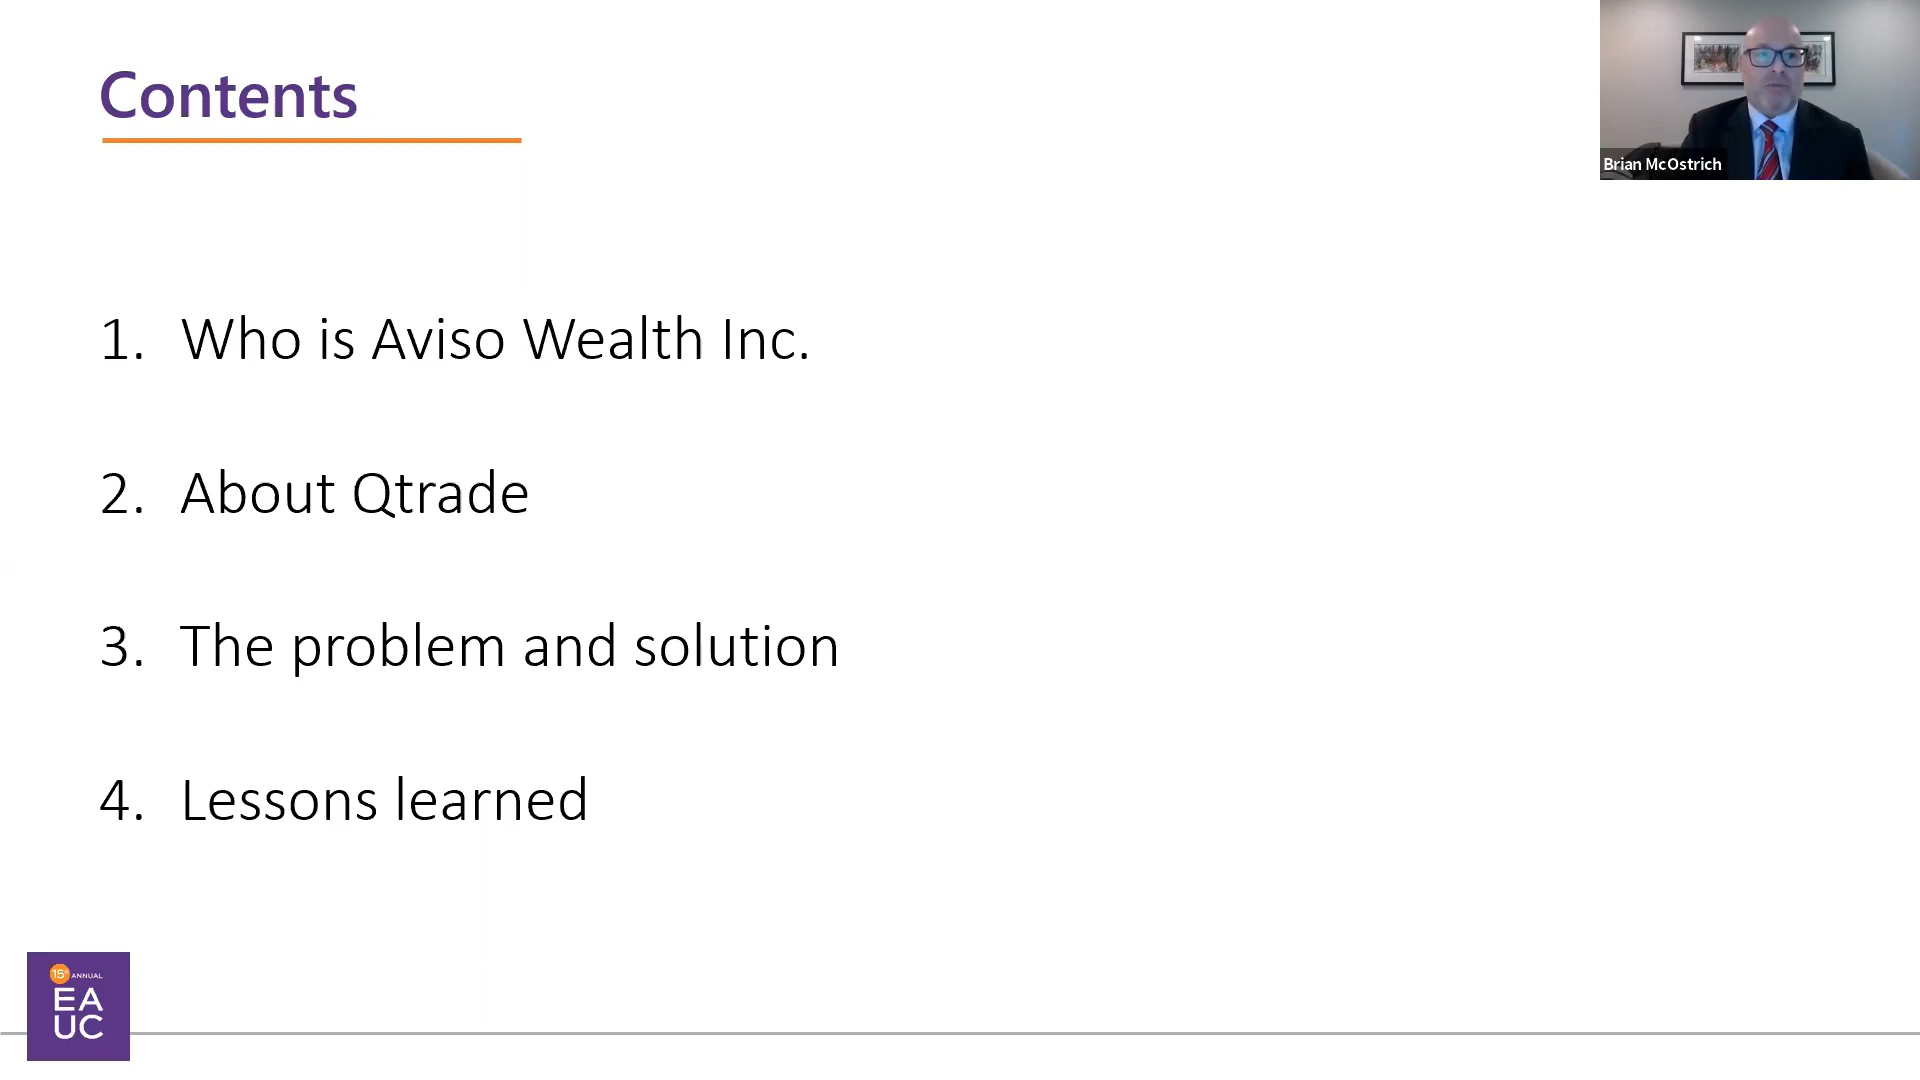 Contents
Brian McOstrich
1. Who is Aviso Wealth Inc.
2. About Qtrade
3. The problem and solution
4. Lessons learned
15th ANNUAL
EA
UC